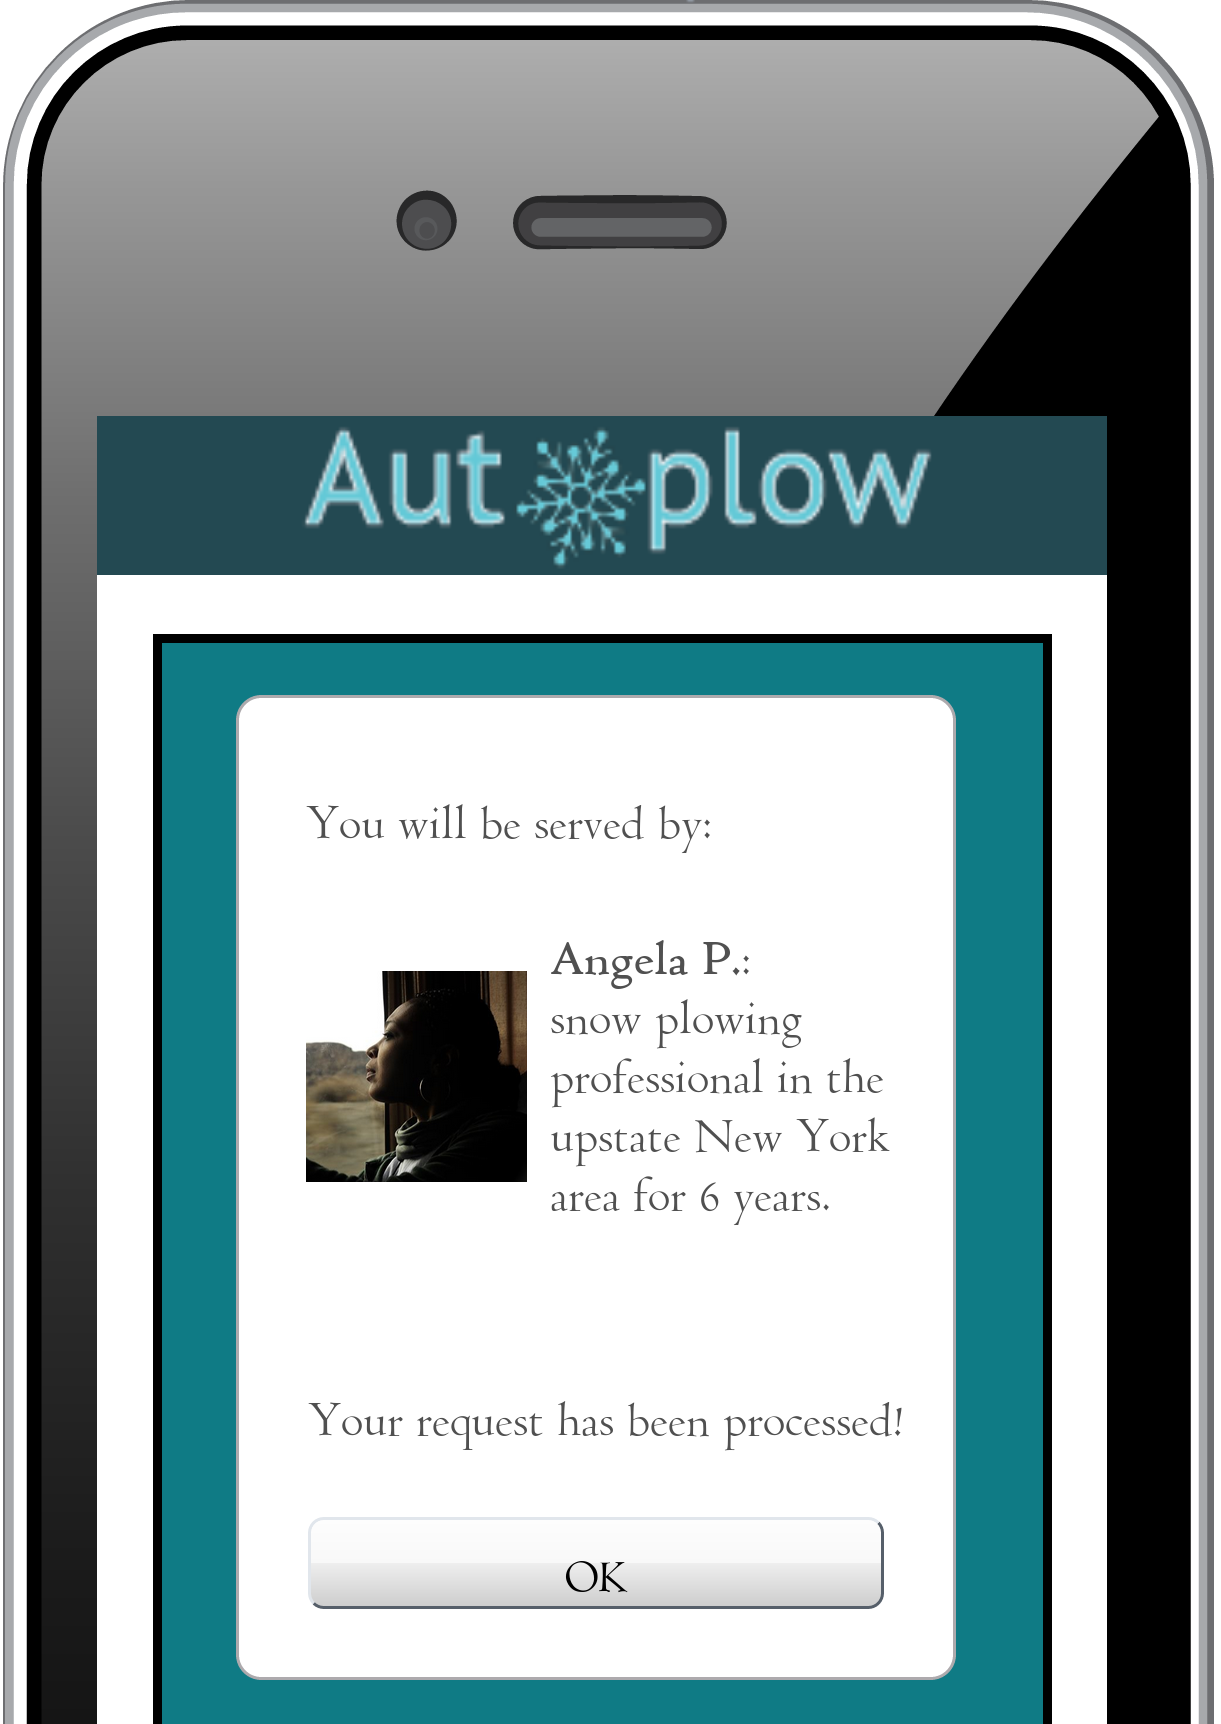 Aut plow
You will be served by:
Angela P.:
snow plowing
professional in the
upstate New York
area for 6 years.
Your request has been processed!
OK